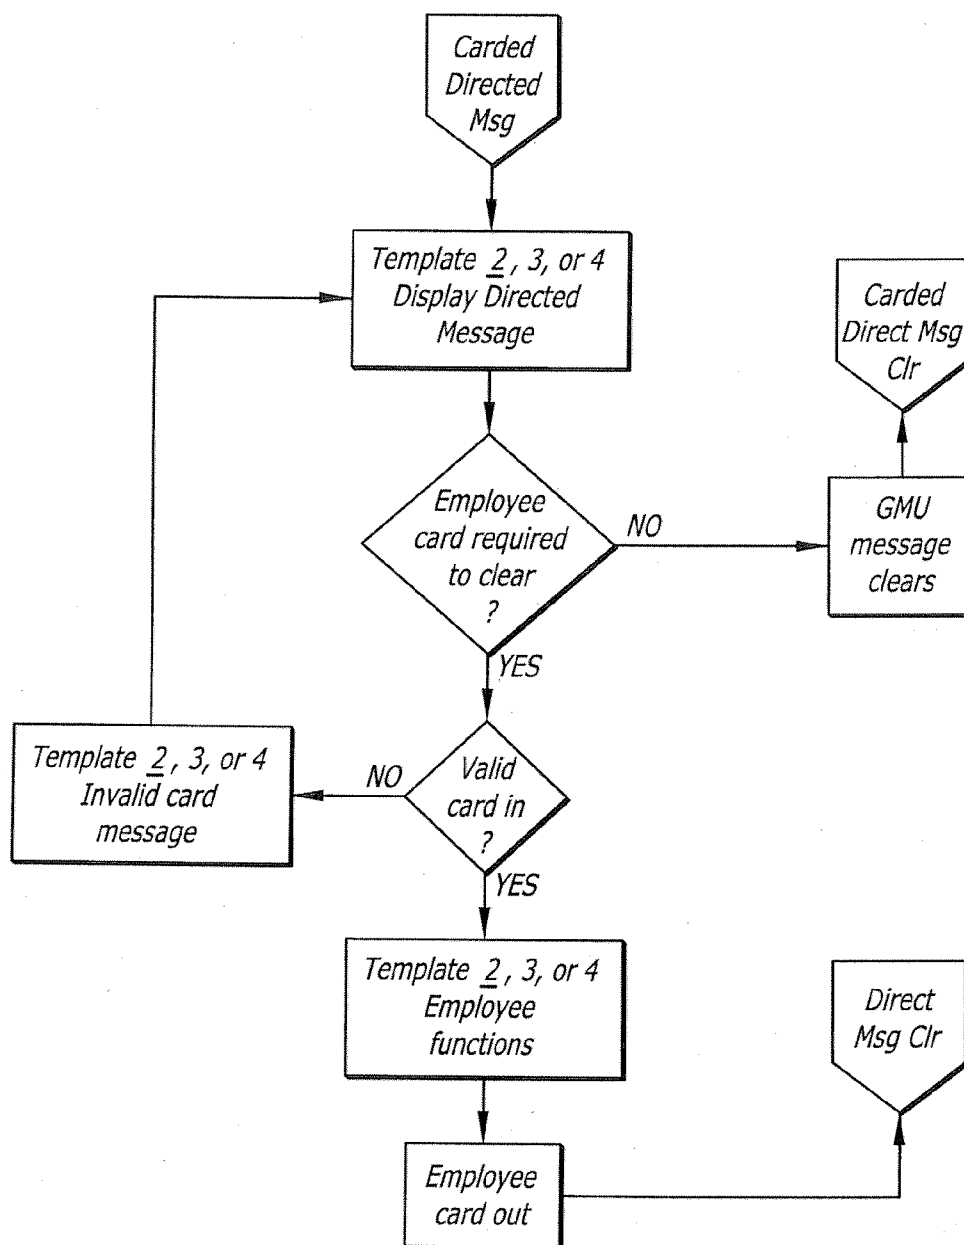 Carded
Directed
Msg
Template 2, 3, or 4
Display Directed
Message
Carded
Direct Msg
Clr
Employee
card required
to clear
?
NO
GMU
message
clears
YES
Template 2, 3, or 4
Invalid card
message
NO
Valid
card in
?
YES
Template 2, 3, or 4
Employee
functions
Direct
Msg Clr
Employee
card out